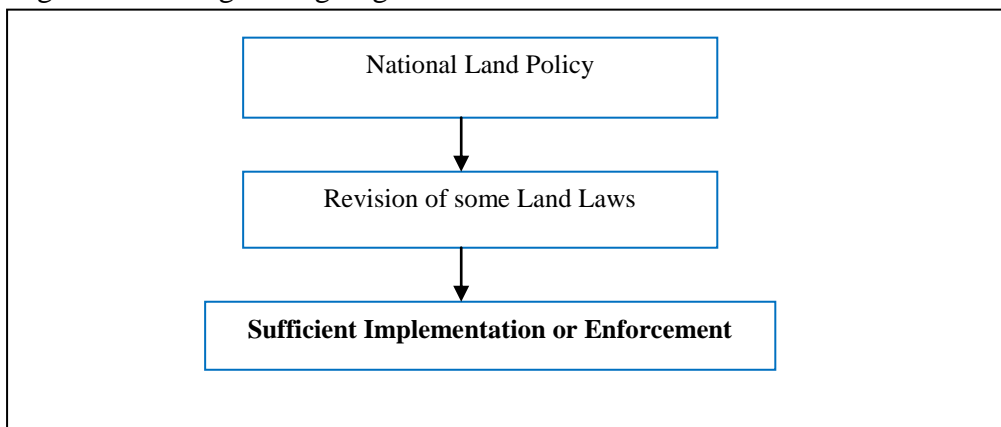 National Land Policy
Revision of some Land Laws
Sufficient Implementation or Enforcement